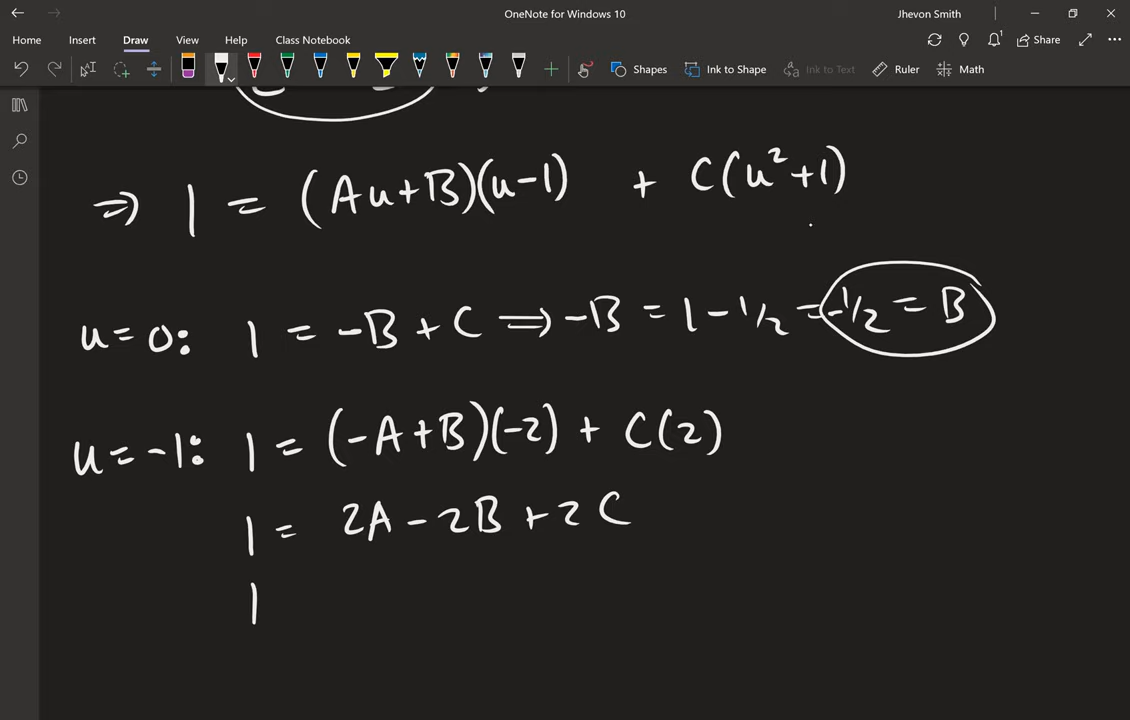 OneNote for Windows 10
Jhevon Smith
Home Insert Draw View Help Class Notebook
Share
Shapes Ink to Shape Ink to Text Ruler Math
⇒ 1 = (Au+B)(u-1) + C(u²+1)
u=0: 1 = -B + C ⟹ -B = 1 - 1/2 = -1/2 = B
u=-1: 1 = (-A+B)(-2) + C(2)
1 = 2A - 2B + 2C
1